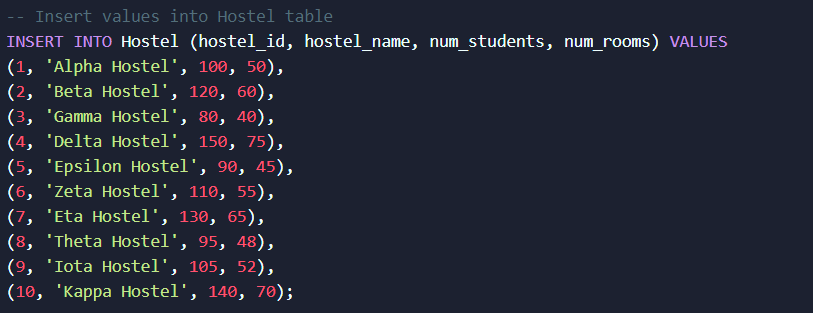 -- Insert values into Hostel table
INSERT INTO Hostel (hostel_id, hostel_name, num_students, num_rooms) VALUES
(1, 'Alpha Hostel', 100, 50),
(2, 'Beta Hostel', 120, 60),
(3, 'Gamma Hostel', 80, 40),
(4, 'Delta Hostel', 150, 75),
(5, 'Epsilon Hostel', 90, 45),
(6, 'Zeta Hostel', 110, 55),
(7, 'Eta Hostel', 130, 65),
(8, 'Theta Hostel', 95, 48),
(9, 'Iota Hostel', 105, 52),
(10, 'Kappa Hostel', 140, 70);